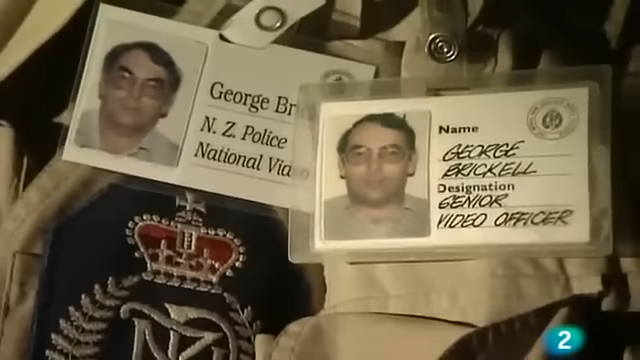 George Br
N. Z. Police
National Vid
Name
GEORGE
BRICKELL
Designation
SENIOR
VIDEO OFFICER
2